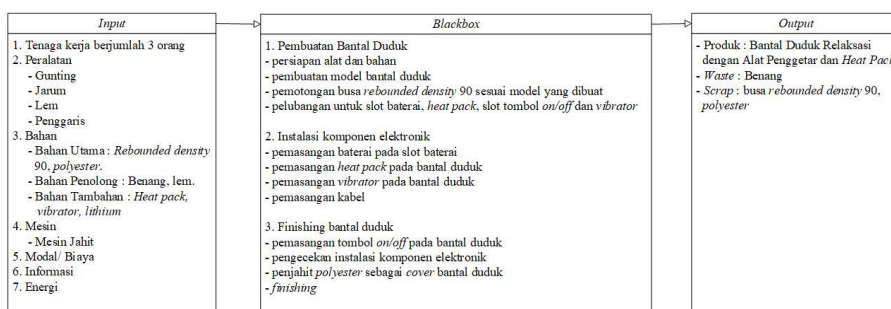 Input
1. Tenaga kerja berjumlah 3 orang
2. Peralatan
- Gunting
- Jarum
- Lem
- Penggaris
3. Bahan
- Bahan Utama : Rebounded density
90, polyester.
- Bahan Penolong : Benang, lem.
- Bahan Tambahan : Heat pack,
vibrator, lithium
4. Mesin
- Mesin Jahit
5. Modal/ Biaya
6. Informasi
7. Energi
Blackbox
1. Pembuatan Bantal Duduk
- persiapan alat dan bahan
- pembuatan model bantal duduk
- pemotongan busa rebounded density 90 sesuai model yang dibuat
- pelubangan untuk slot baterai, heat pack, slot tombol on/off dan vibrator
2. Instalasi komponen elektronik
- pemasangan baterai pada slot baterai
- pemasangan heat pack pada bantal duduk
- pemasangan vibrator pada bantal duduk
- pemasangan kabel
3. Finishing bantal duduk
- pemasangan tombol on/off pada bantal duduk
- pengecekan instalasi komponen elektronik
- penjahit polyester sebagai cover bantal duduk
- finishing
Output
- Produk : Bantal Duduk Relaksasi
dengan Alat Penggetar dan Heat Pack
- Waste : Benang
- Scrap : busa rebounded density 90,
polyester